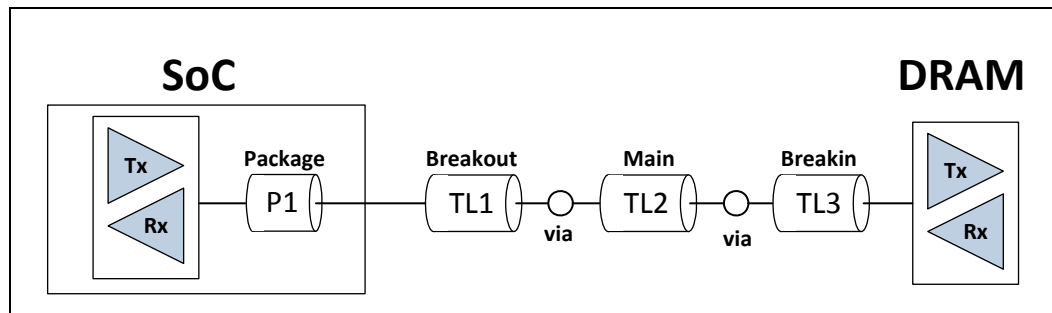 SoC
DRAM
Package
Breakout
Main
Breakin
Tx
P1
TL1
TL2
TL3
Tx
Rx
via
via
Rx